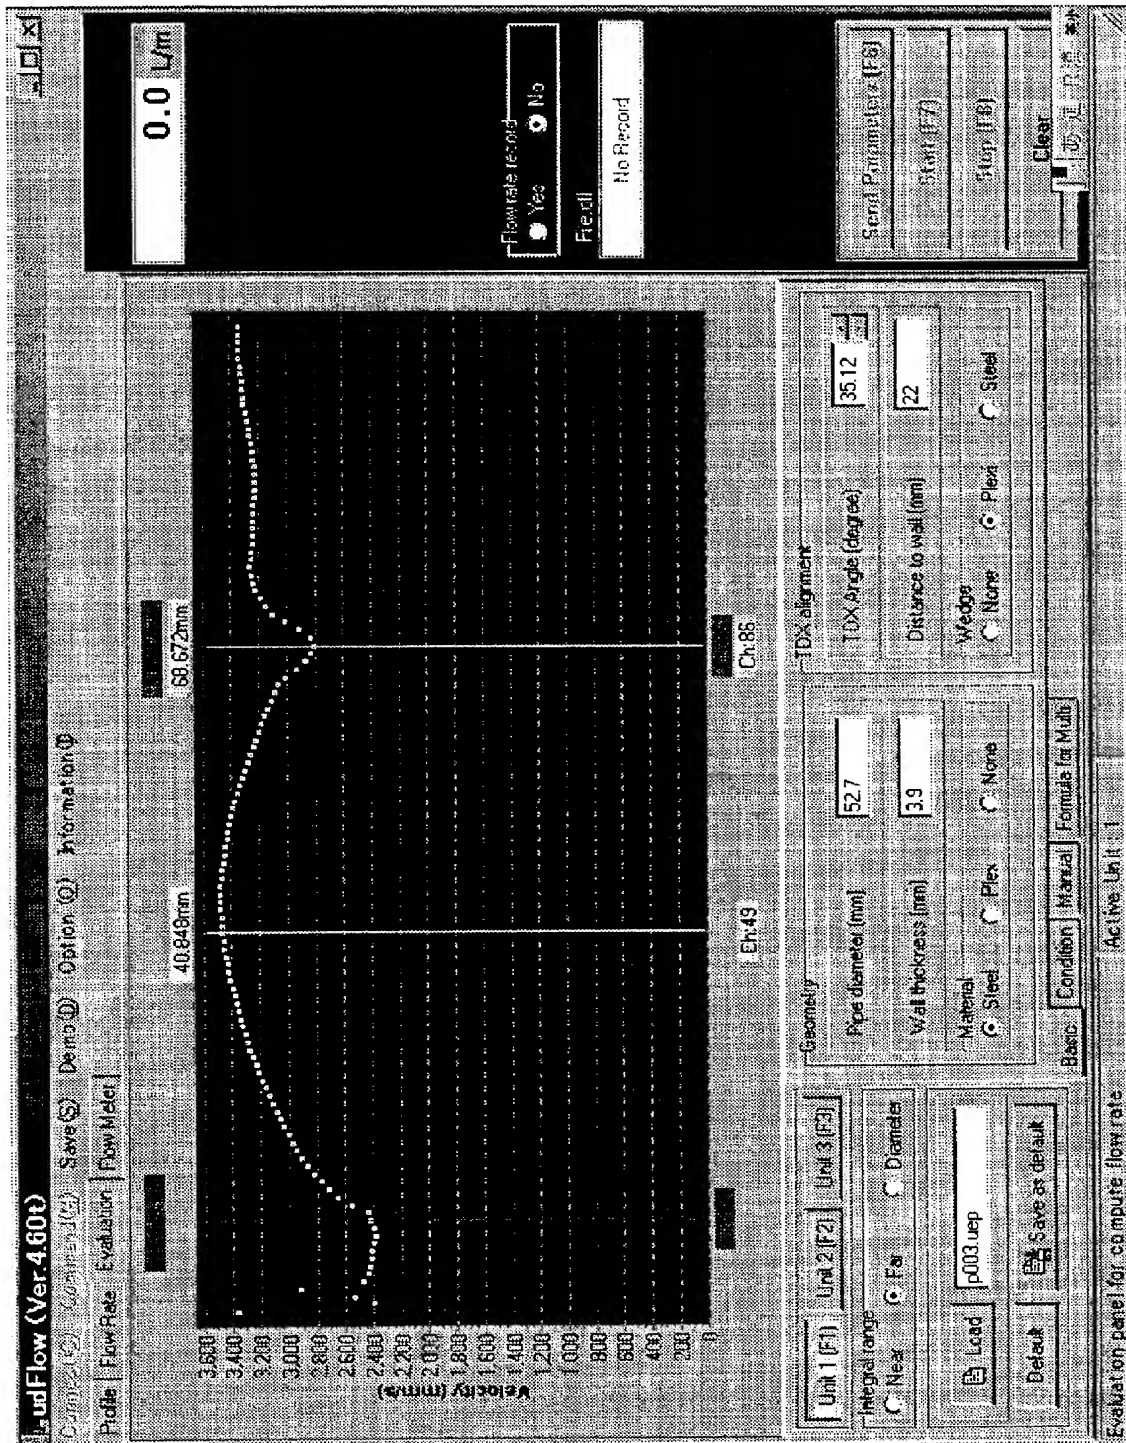 udFlow (Ver.4.60t)
Save(S) Demo(D) Option (O) Information(I)
Profile Flow Rate Evaluation Flow Meter
40.848mm 68.672mm
Velocity (mm/s)
3,600
3,400
3,200
3,000
2,800
2,600
2,400
2,200
2,000
1,800
1,600
1,400
1,200
1,000
800
600
400
200
0
Ch:49 Ch:86
0.0 L/m
Flow rate record
Yes No
No Record
Send Parameters (F6)
Start (F7)
Stop (F8)
Clear
Unit 1 (F1) Unit 2 (F2) Unit 3 (F3)
Integral range
Near Far Diameter
Load p003.uep
Default Save as default
Geometry
Pipe diameter (mm) 52.7
Wall thickness (mm) 3.9
Material
Steel Plex None
TDX alignment
TDX Angle (degree) 35.12
Distance to wall (mm) 22
Wedge
None Plexi Steel
Basic Condition Manual Formula for Multi
Evaluation panel for compute flow rate Active Unit : 1